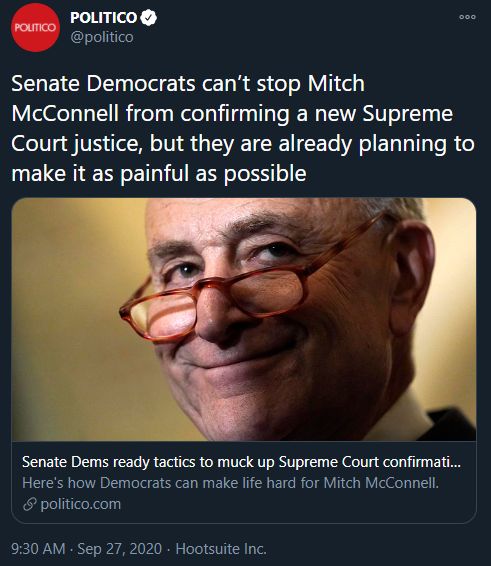 POLITICO
POLITICO
@politico
Senate Democrats can't stop Mitch
McConnell from confirming a new Supreme
Court justice, but they are already planning to
make it as painful as possible
Senate Dems ready tactics to muck up Supreme Court confirmati...
Here's how Democrats can make life hard for Mitch McConnell.
politico.com
9:30 AM · Sep 27, 2020 · Hootsuite Inc.